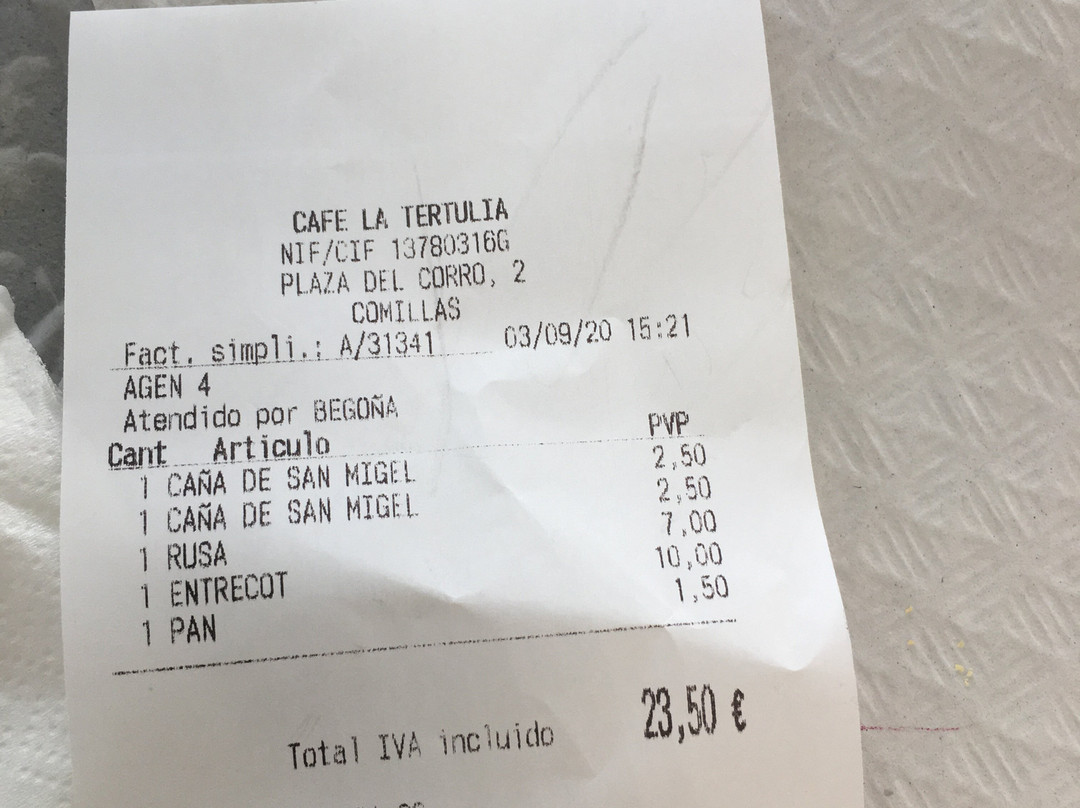 CAFE LA TERTULIA
NIF/CIF 13780316G
PLAZA DEL CORRO, 2
COMILLAS
Fact. simpli.: A/31341 03/09/20 15:21
AGEN 4
Atendido por BEGOÑA
Cant Articulo PVP
1 CAÑA DE SAN MIGEL 2,50
1 CAÑA DE SAN MIGEL 2,50
1 RUSA 7,00
1 ENTRECOT 10,00
1 PAN 1,50
Total IVA incluido 23,50 €